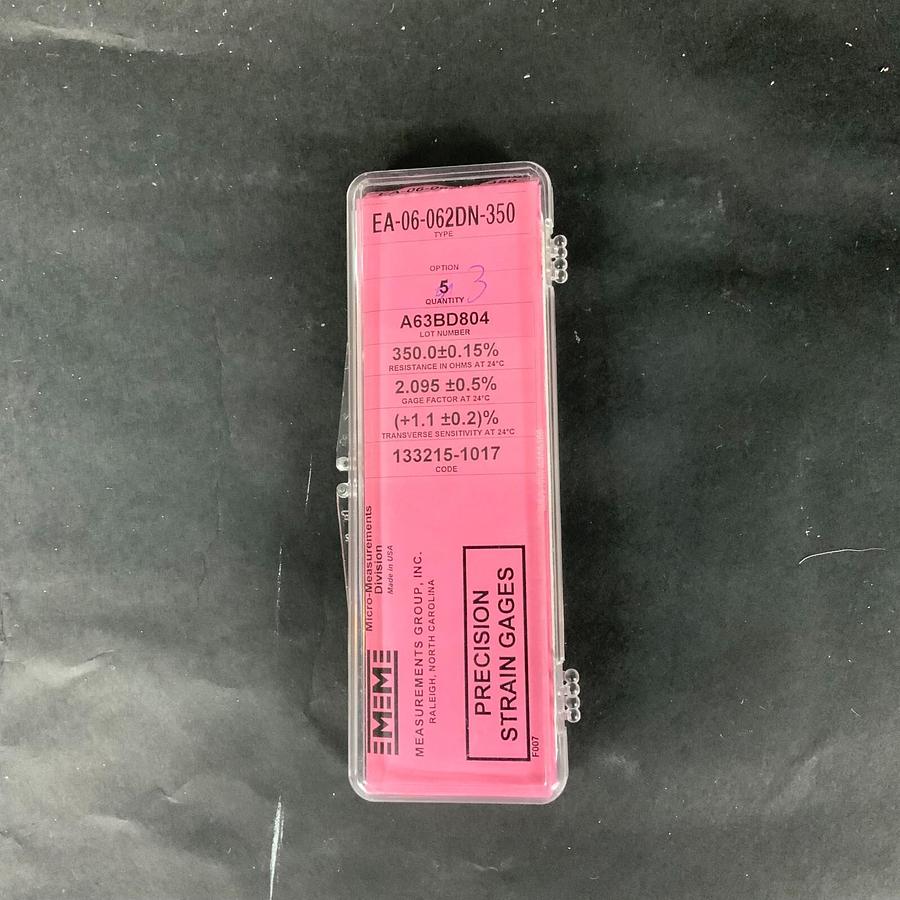 EA-06-062DN-350
TYPE
OPTION
5 3
QUANTITY
A63BD804
LOT NUMBER
350.0±0.15%
RESISTANCE IN OHMS AT 24°C
2.095 ±0.5%
GAGE FACTOR AT 24°C
(+1.1 ±0.2)%
TRANSVERSE SENSITIVITY AT 24°C
133215-1017
CODE
Micro-Measurements
Division
Made in USA
MM
MEASUREMENTS GROUP, INC.
RALEIGH, NORTH CAROLINA
PRECISION
STRAIN GAGES
F007